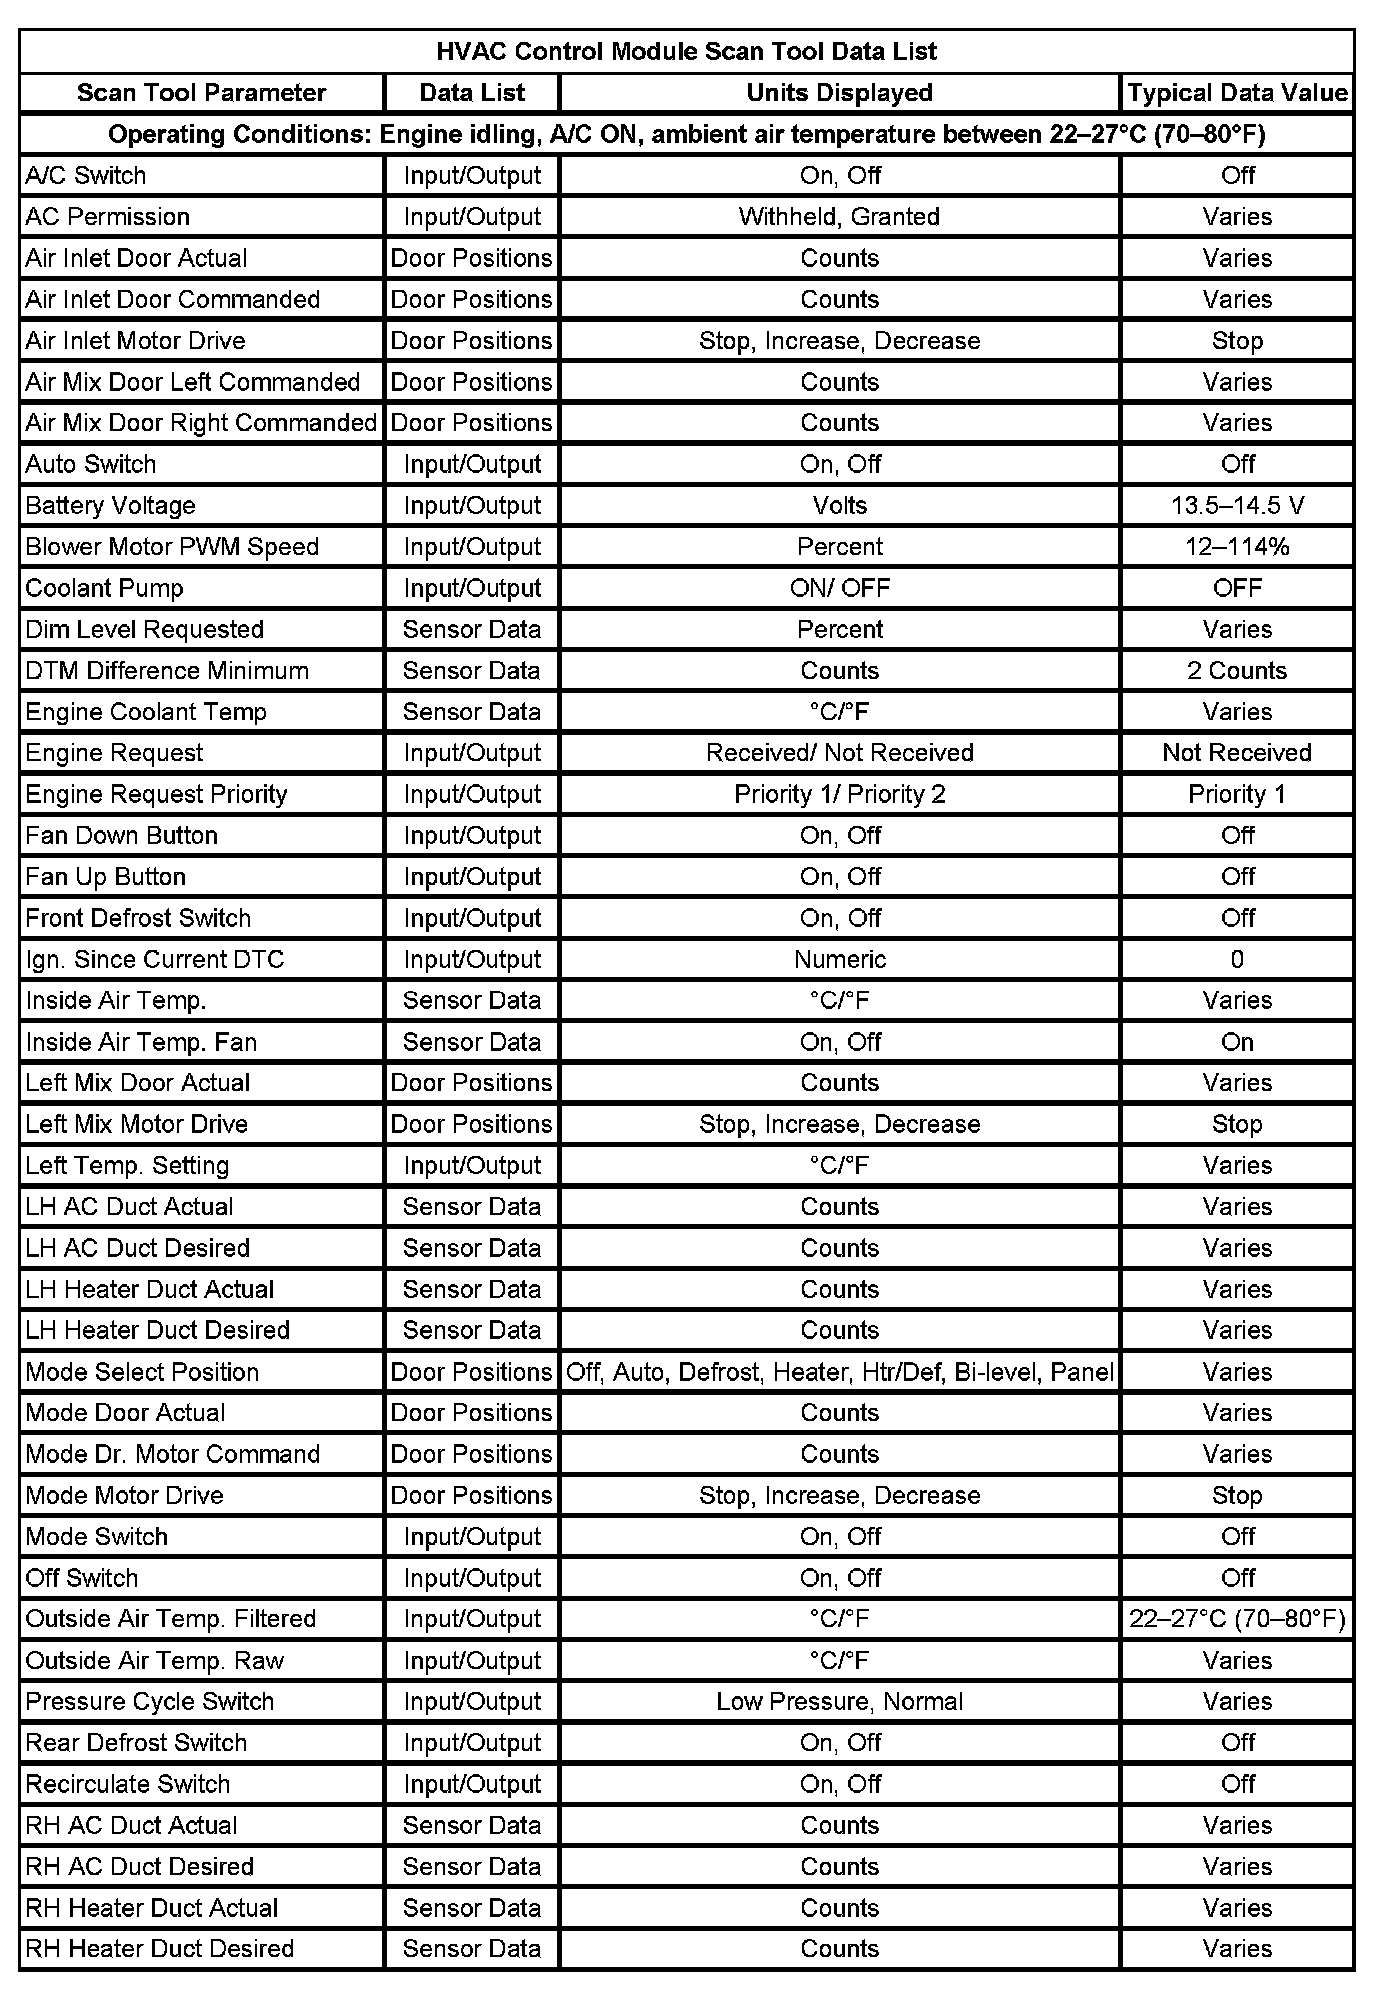 HVAC Control Module Scan Tool Data List
Scan Tool Parameter Data List Units Displayed Typical Data Value
Operating Conditions: Engine idling, A/C ON, ambient air temperature between 22–27°C (70–80°F)
A/C Switch Input/Output On, Off Off
AC Permission Input/Output Withheld, Granted Varies
Air Inlet Door Actual Door Positions Counts Varies
Air Inlet Door Commanded Door Positions Counts Varies
Air Inlet Motor Drive Door Positions Stop, Increase, Decrease Stop
Air Mix Door Left Commanded Door Positions Counts Varies
Air Mix Door Right Commanded Door Positions Counts Varies
Auto Switch Input/Output On, Off Off
Battery Voltage Input/Output Volts 13.5–14.5 V
Blower Motor PWM Speed Input/Output Percent 12–114%
Coolant Pump Input/Output ON/ OFF OFF
Dim Level Requested Sensor Data Percent Varies
DTM Difference Minimum Sensor Data Counts 2 Counts
Engine Coolant Temp Sensor Data °C/°F Varies
Engine Request Input/Output Received/ Not Received Not Received
Engine Request Priority Input/Output Priority 1/ Priority 2 Priority 1
Fan Down Button Input/Output On, Off Off
Fan Up Button Input/Output On, Off Off
Front Defrost Switch Input/Output On, Off Off
Ign. Since Current DTC Input/Output Numeric 0
Inside Air Temp. Sensor Data °C/°F Varies
Inside Air Temp. Fan Sensor Data On, Off On
Left Mix Door Actual Door Positions Counts Varies
Left Mix Motor Drive Door Positions Stop, Increase, Decrease Stop
Left Temp. Setting Input/Output °C/°F Varies
LH AC Duct Actual Sensor Data Counts Varies
LH AC Duct Desired Sensor Data Counts Varies
LH Heater Duct Actual Sensor Data Counts Varies
LH Heater Duct Desired Sensor Data Counts Varies
Mode Select Position Door Positions Off, Auto, Defrost, Heater, Htr/Def, Bi-level, Panel Varies
Mode Door Actual Door Positions Counts Varies
Mode Dr. Motor Command Door Positions Counts Varies
Mode Motor Drive Door Positions Stop, Increase, Decrease Stop
Mode Switch Input/Output On, Off Off
Off Switch Input/Output On, Off Off
Outside Air Temp. Filtered Input/Output °C/°F 22–27°C (70–80°F)
Outside Air Temp. Raw Input/Output °C/°F Varies
Pressure Cycle Switch Input/Output Low Pressure, Normal Varies
Rear Defrost Switch Input/Output On, Off Off
Recirculate Switch Input/Output On, Off Off
RH AC Duct Actual Sensor Data Counts Varies
RH AC Duct Desired Sensor Data Counts Varies
RH Heater Duct Actual Sensor Data Counts Varies
RH Heater Duct Desired Sensor Data Counts Varies